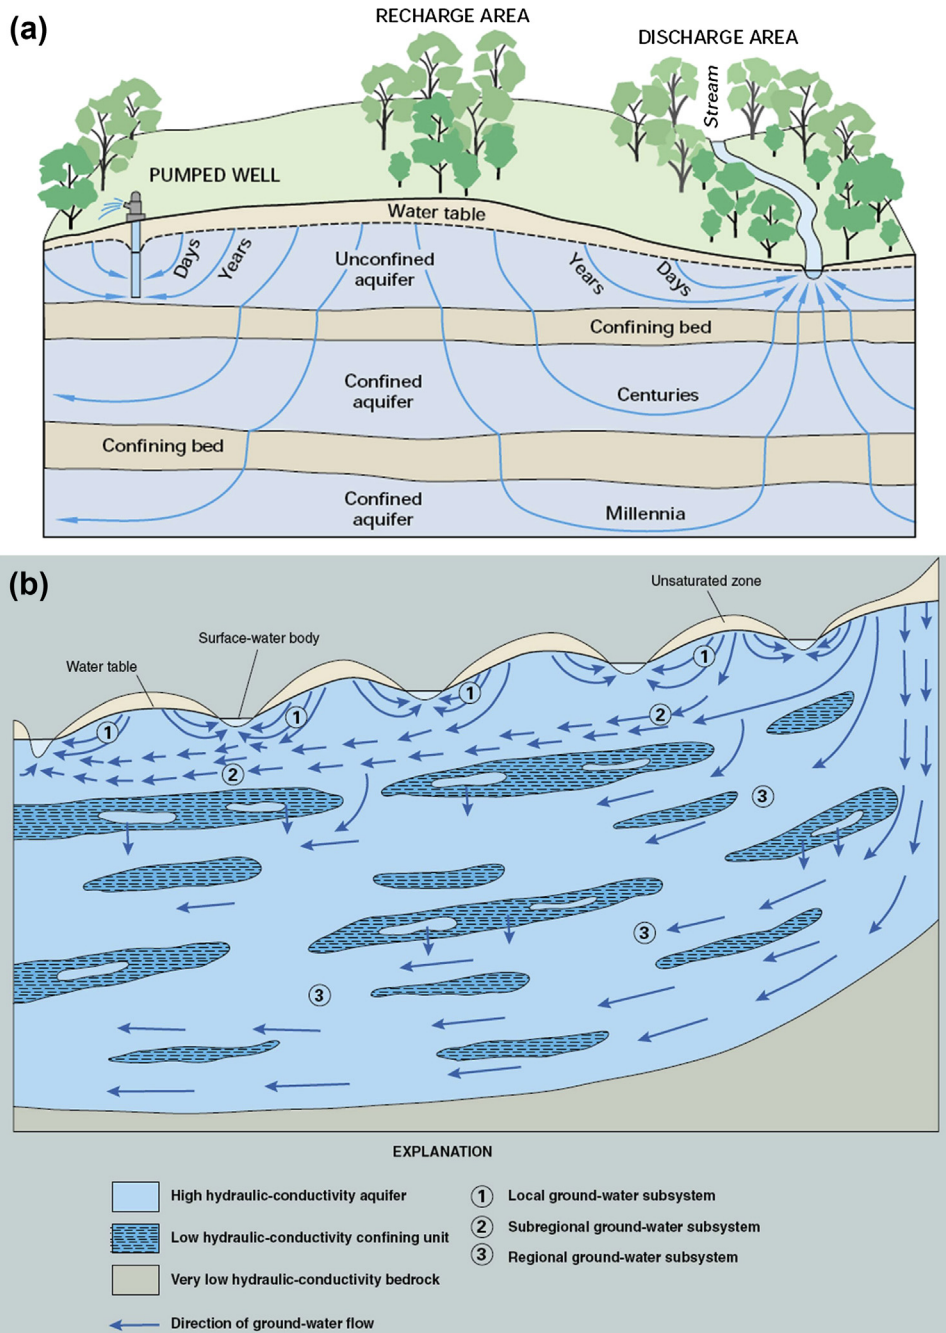 (a)
RECHARGE AREA
DISCHARGE AREA
Stream
PUMPED WELL
Water table
Days
Years
Unconfined
aquifer
Years
Days
Confining bed
Confined
aquifer
Centuries
Confining bed
Confined
aquifer
Millennia
(b)
Unsaturated zone
Surface-water body
Water table
1
1
1
1
2
2
3
3
3
EXPLANATION
High hydraulic-conductivity aquifer
Low hydraulic-conductivity confining unit
Very low hydraulic-conductivity bedrock
Direction of ground-water flow
1 Local ground-water subsystem
2 Subregional ground-water subsystem
3 Regional ground-water subsystem